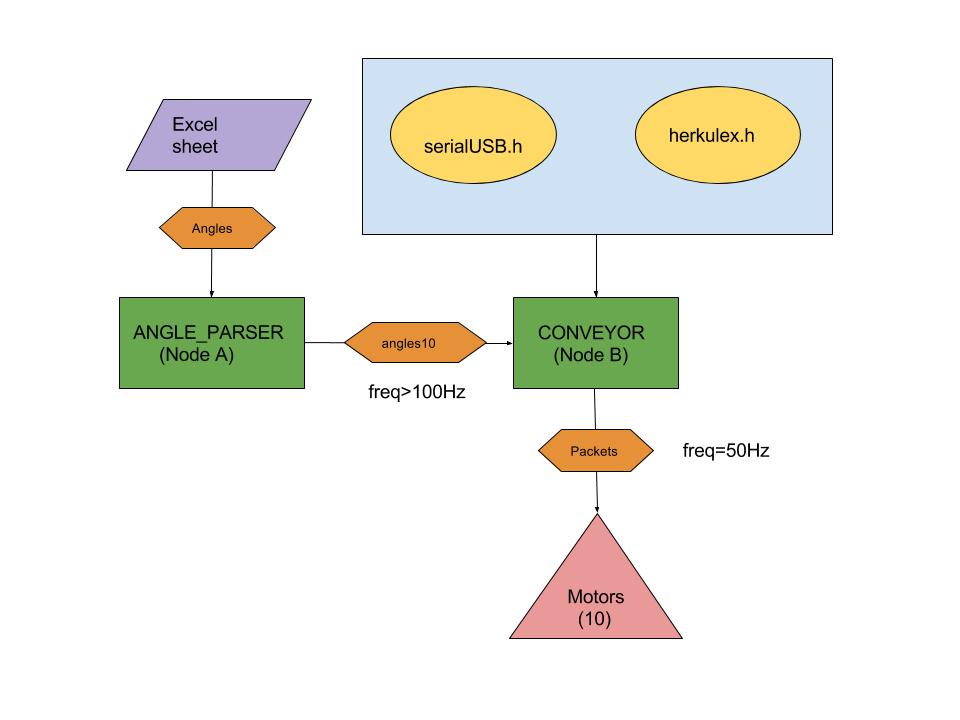 Excel
sheet
serialUSB.h
herkulex.h
Angles
ANGLE_PARSER
(Node A)
angles10
freq>100Hz
CONVEYOR
(Node B)
Packets
freq=50Hz
Motors
(10)